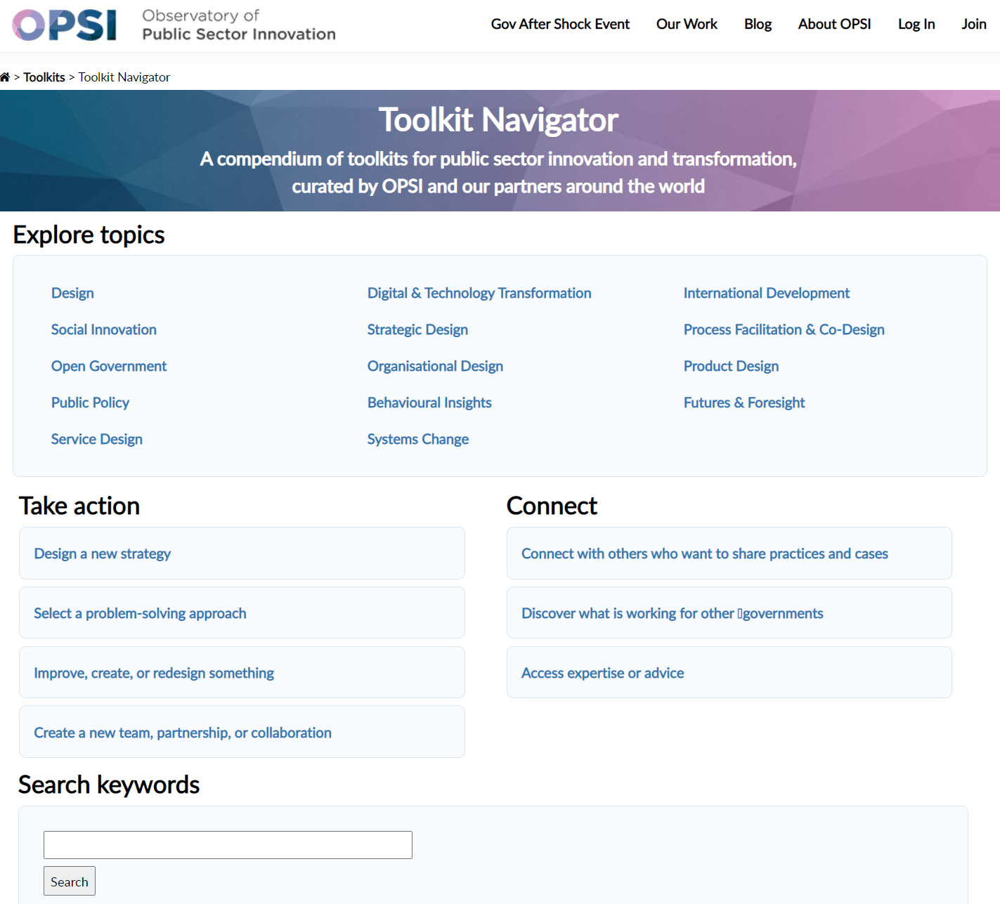 OPSI Observatory of
Public Sector Innovation
Gov After Shock Event Our Work Blog About OPSI Log In Join
> Toolkits > Toolkit Navigator
Toolkit Navigator
A compendium of toolkits for public sector innovation and transformation,
curated by OPSI and our partners around the world
Explore topics
Design
Social Innovation
Open Government
Public Policy
Service Design
Digital & Technology Transformation
Strategic Design
Organisational Design
Behavioural Insights
Systems Change
International Development
Process Facilitation & Co-Design
Product Design
Futures & Foresight
Take action
Design a new strategy
Select a problem-solving approach
Improve, create, or redesign something
Create a new team, partnership, or collaboration
Connect
Connect with others who want to share practices and cases
Discover what is working for other governments
Access expertise or advice
Search keywords
Search